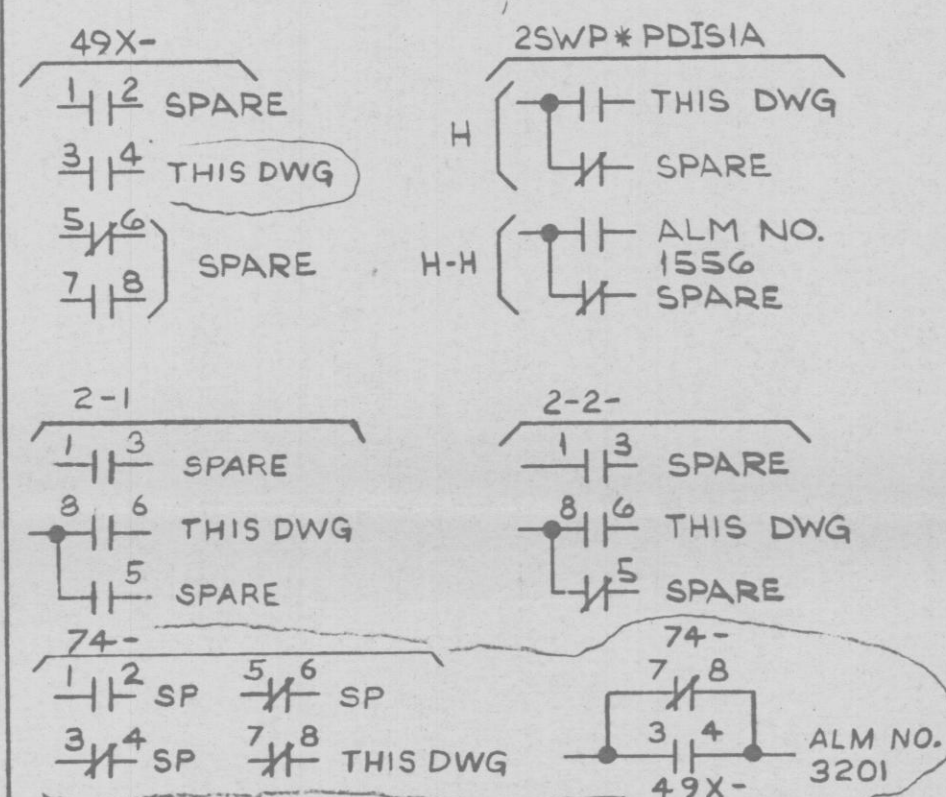 49X-
1 2 SPARE
3 4 THIS DWG
5 6
SPARE
7 8
2SWP*PDIS1A
H
THIS DWG
SPARE
H-H
ALM NO.
1556
SPARE
2-1
1 3 SPARE
8 6 THIS DWG
5 SPARE
2-2-
1 3 SPARE
8 6 THIS DWG
5 SPARE
74-
1 2 SP 5 6 SP
3 4 SP 7 8 THIS DWG
74-
7 8
3 4 ALM NO.
3201
49X-